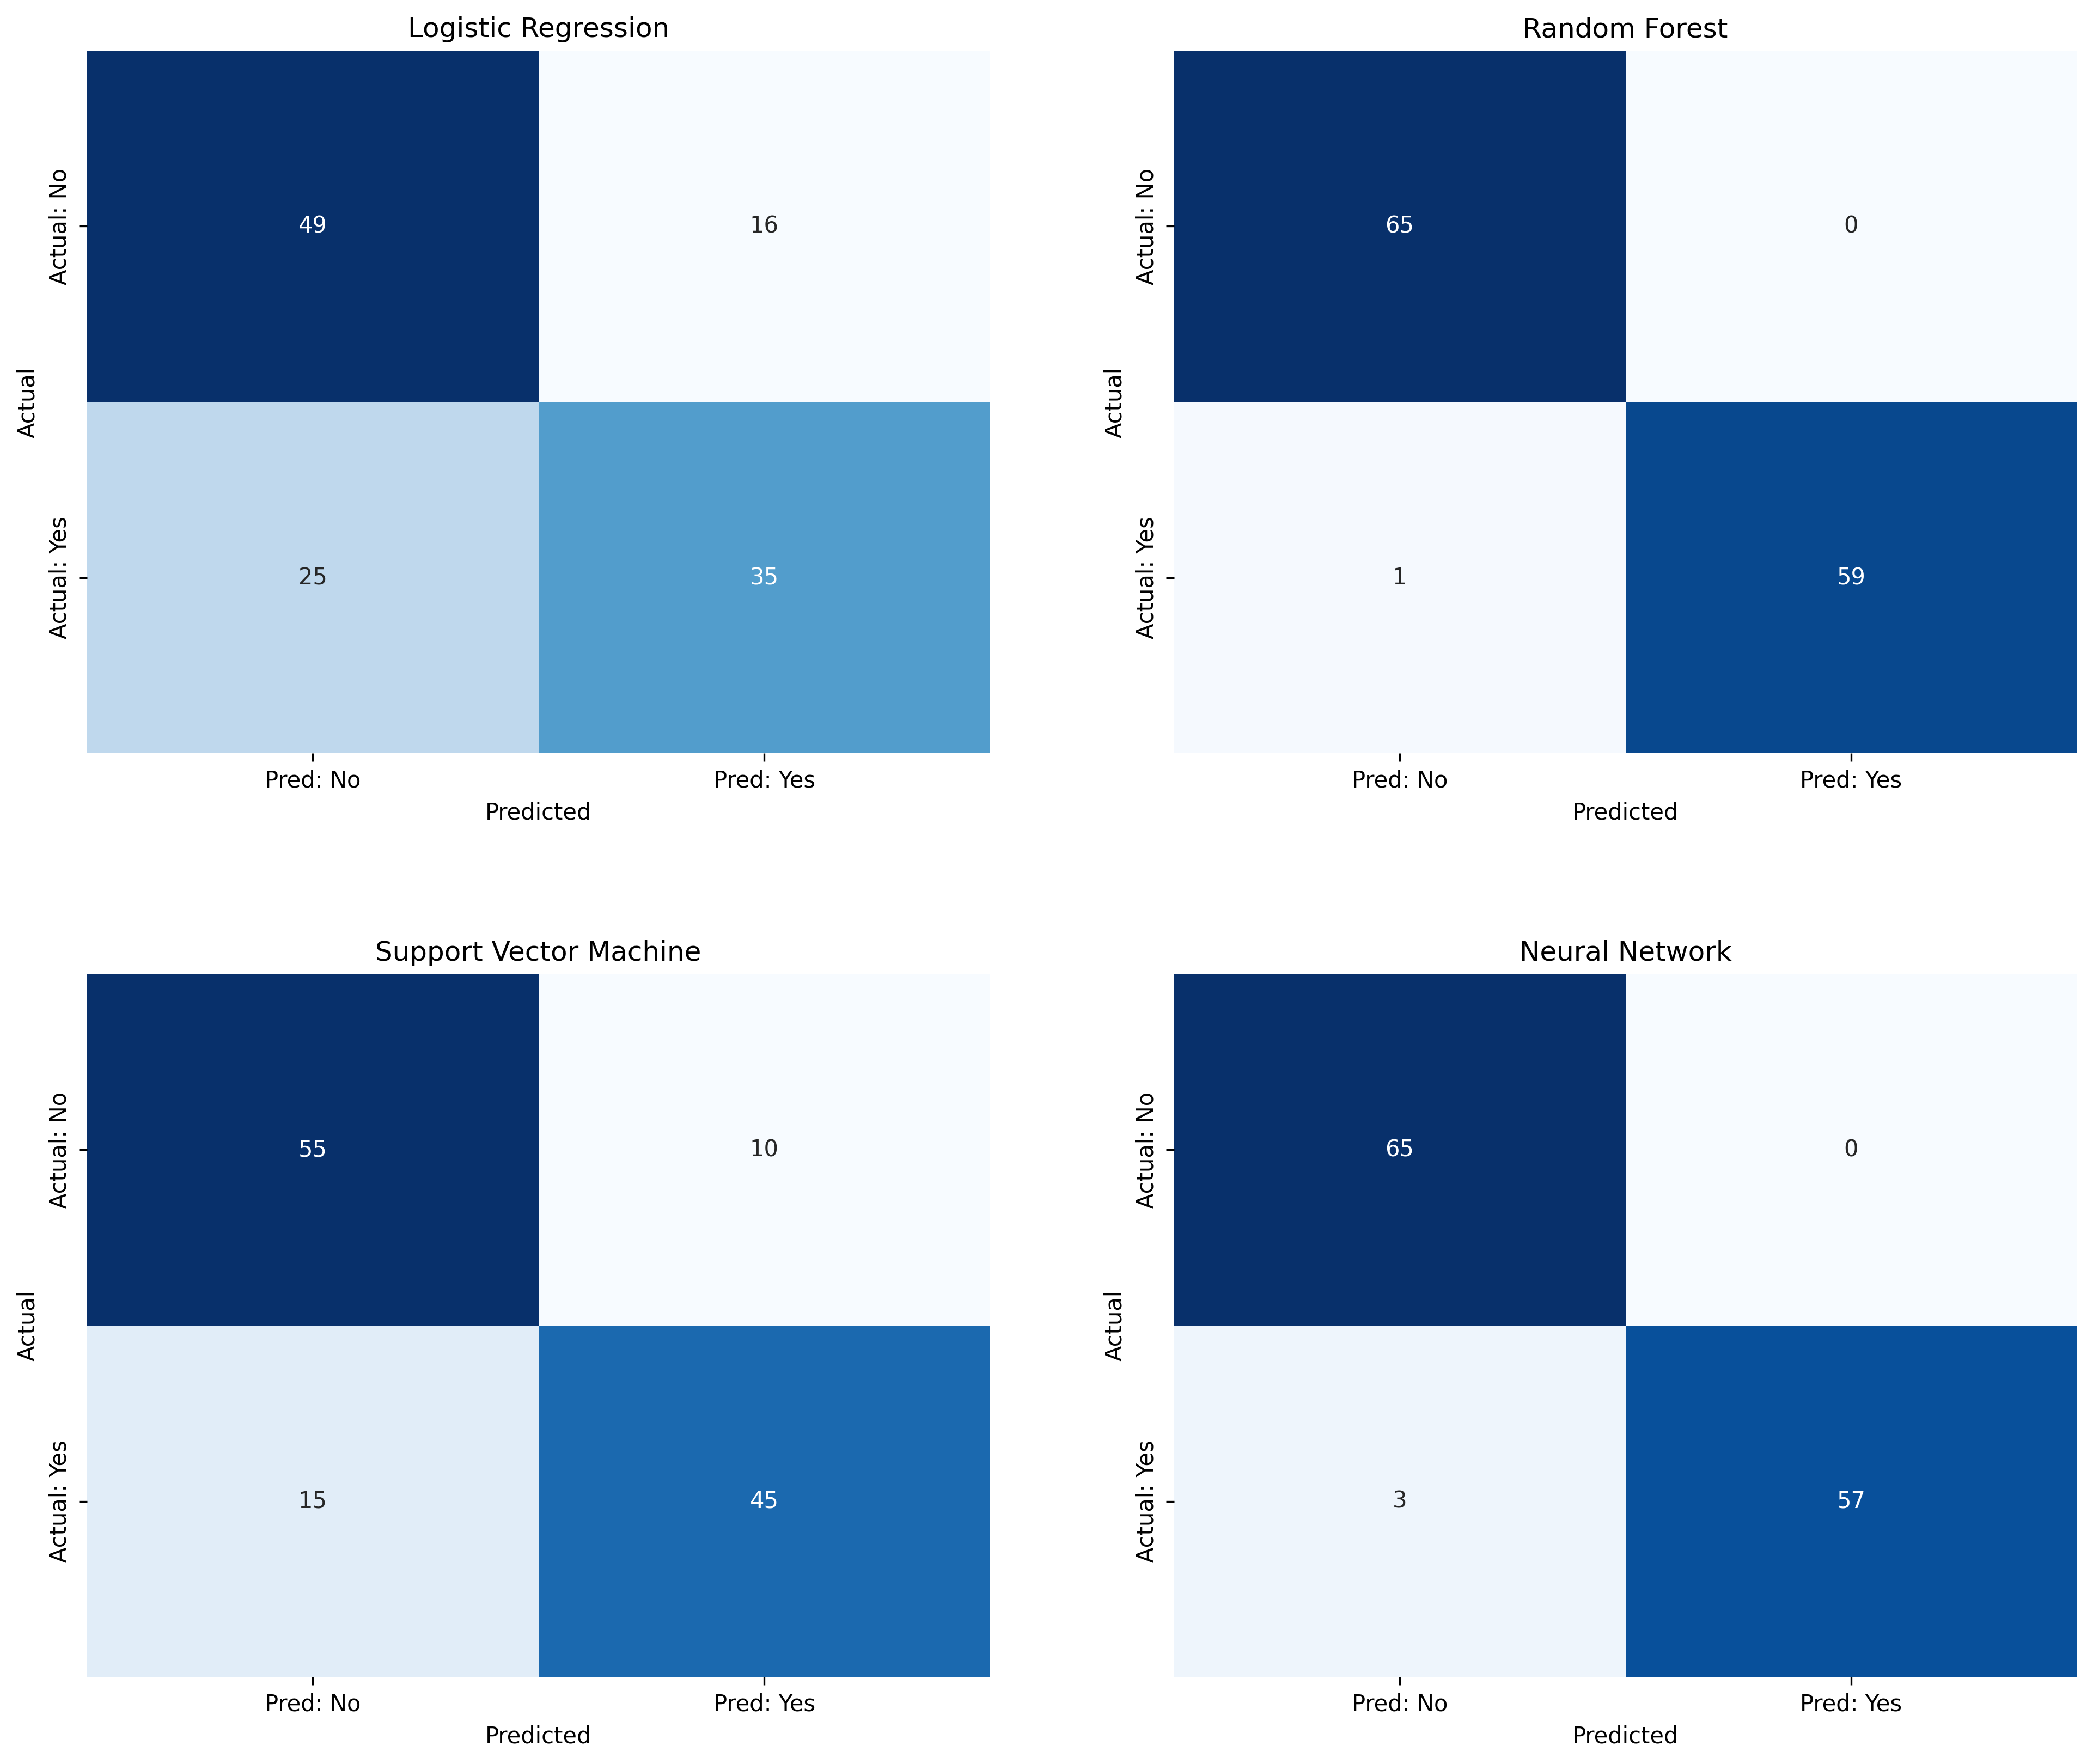 Logistic Regression
Actual
Actual: No
49
16
Actual: Yes
25
35
Pred: No
Pred: Yes
Predicted
Random Forest
Actual
Actual: No
65
0
Actual: Yes
1
59
Pred: No
Pred: Yes
Predicted
Support Vector Machine
Actual
Actual: No
55
10
Actual: Yes
15
45
Pred: No
Pred: Yes
Predicted
Neural Network
Actual
Actual: No
65
0
Actual: Yes
3
57
Pred: No
Pred: Yes
Predicted